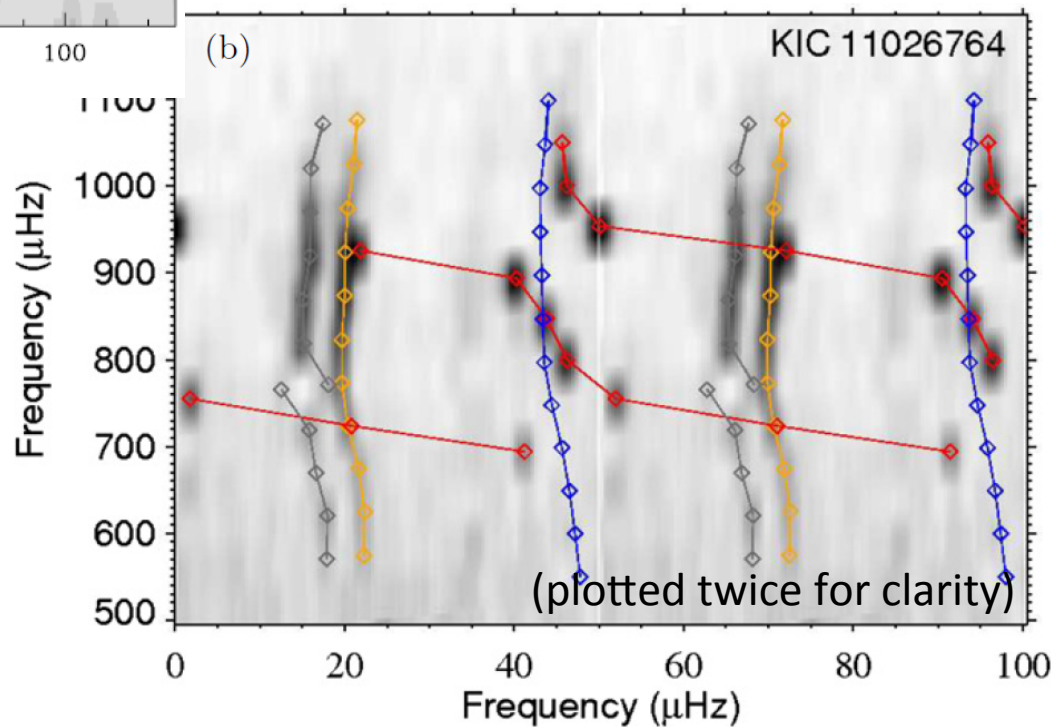 100
(b)
KIC 11026764
1100
1000
900
800
700
600
500
Frequency (μHz)
(plotted twice for clarity)
0 20 40 60 80 100
Frequency (μHz)